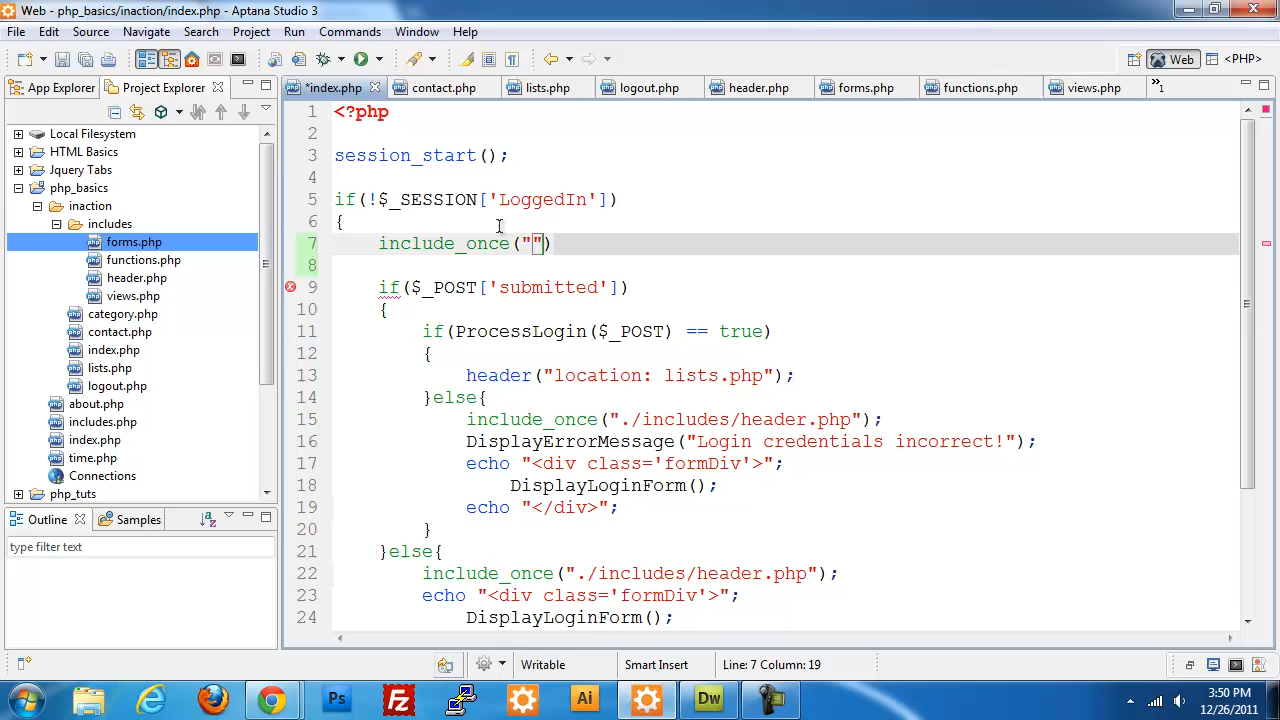 Web - php_basics/inaction/index.php - Aptana Studio 3
File Edit Source Navigate Search Project Run Commands Window Help
Web <PHP>
App Explorer Project Explorer *index.php contact.php lists.php logout.php header.php forms.php functions.php views.php »1
Local Filesystem
HTML Basics
Jquery Tabs
php_basics
inaction
includes
forms.php
functions.php
header.php
views.php
category.php
contact.php
index.php
lists.php
logout.php
about.php
includes.php
index.php
time.php
Connections
php_tuts
Outline Samples
type filter text
1 <?php
2
3 session_start();
4
5 if(!$_SESSION['LoggedIn'])
6 {
7 include_once("")
8
9 if($_POST['submitted'])
10 {
11 if(ProcessLogin($_POST) == true)
12 {
13 header("location: lists.php");
14 }else{
15 include_once("./includes/header.php");
16 DisplayErrorMessage("Login credentials incorrect!");
17 echo "<div class='formDiv'>";
18 DisplayLoginForm();
19 echo "</div>";
20 }
21 }else{
22 include_once("./includes/header.php");
23 echo "<div class='formDiv'>";
24 DisplayLoginForm();
Writable Smart Insert Line: 7 Column: 19
Ps FZ Ai Dw
3:50 PM
12/26/2011